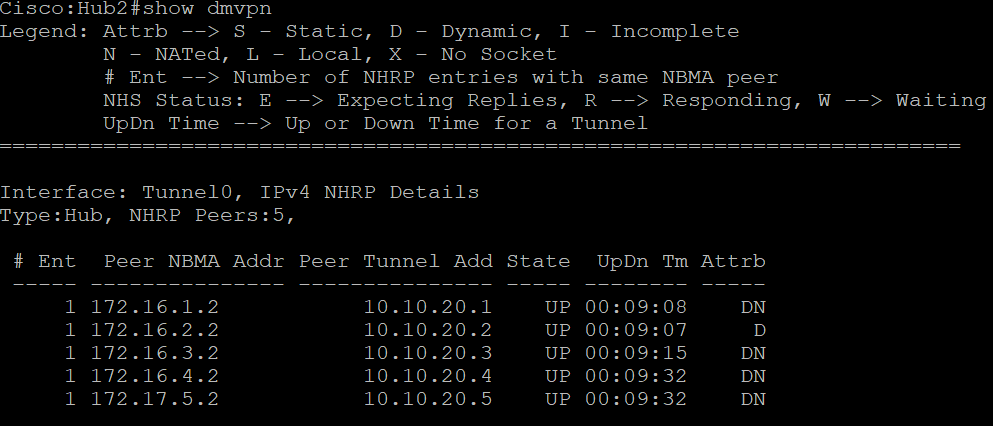 Cisco:Hub2#show dmvpn
Legend: Attrb --> S - Static, D - Dynamic, I - Incomplete
        N - NATed, L - Local, X - No Socket
        # Ent --> Number of NHRP entries with same NBMA peer
        NHS Status: E --> Expecting Replies, R --> Responding, W --> Waiting
        UpDn Time --> Up or Down Time for a Tunnel
==========================================================================
Interface: Tunnel0, IPv4 NHRP Details
Type:Hub, NHRP Peers:5,
 # Ent  Peer NBMA Addr Peer Tunnel Add State  UpDn Tm Attrb
 ----- --------------- --------------- ----- -------- -----
     1 172.16.1.2           10.10.20.1    UP 00:09:08    DN
     1 172.16.2.2           10.10.20.2    UP 00:09:07     D
     1 172.16.3.2           10.10.20.3    UP 00:09:15    DN
     1 172.16.4.2           10.10.20.4    UP 00:09:32    DN
     1 172.17.5.2           10.10.20.5    UP 00:09:32    DN